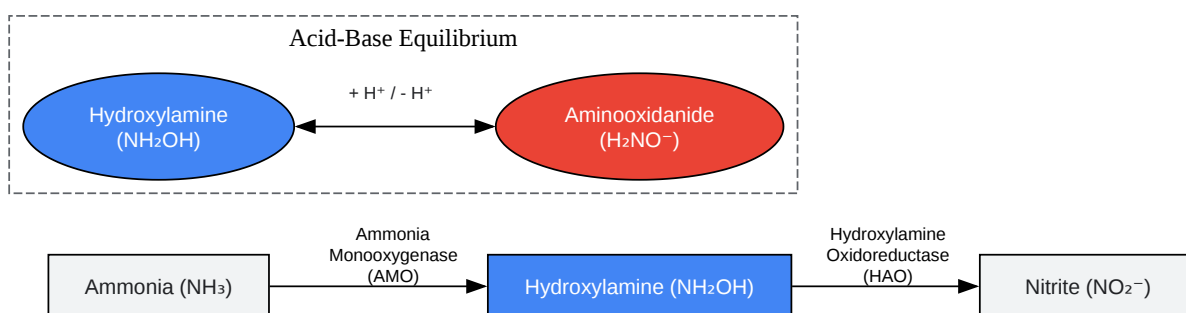 Acid-Base Equilibrium
Hydroxylamine
(NH₂OH)
+ H⁺ / - H⁺
Aminooxidanide
(H₂NO⁻)
Ammonia
Monooxygenase
(AMO)
Hydroxylamine
Oxidoreductase
(HAO)
Ammonia (NH₃)
Hydroxylamine (NH₂OH)
Nitrite (NO₂⁻)